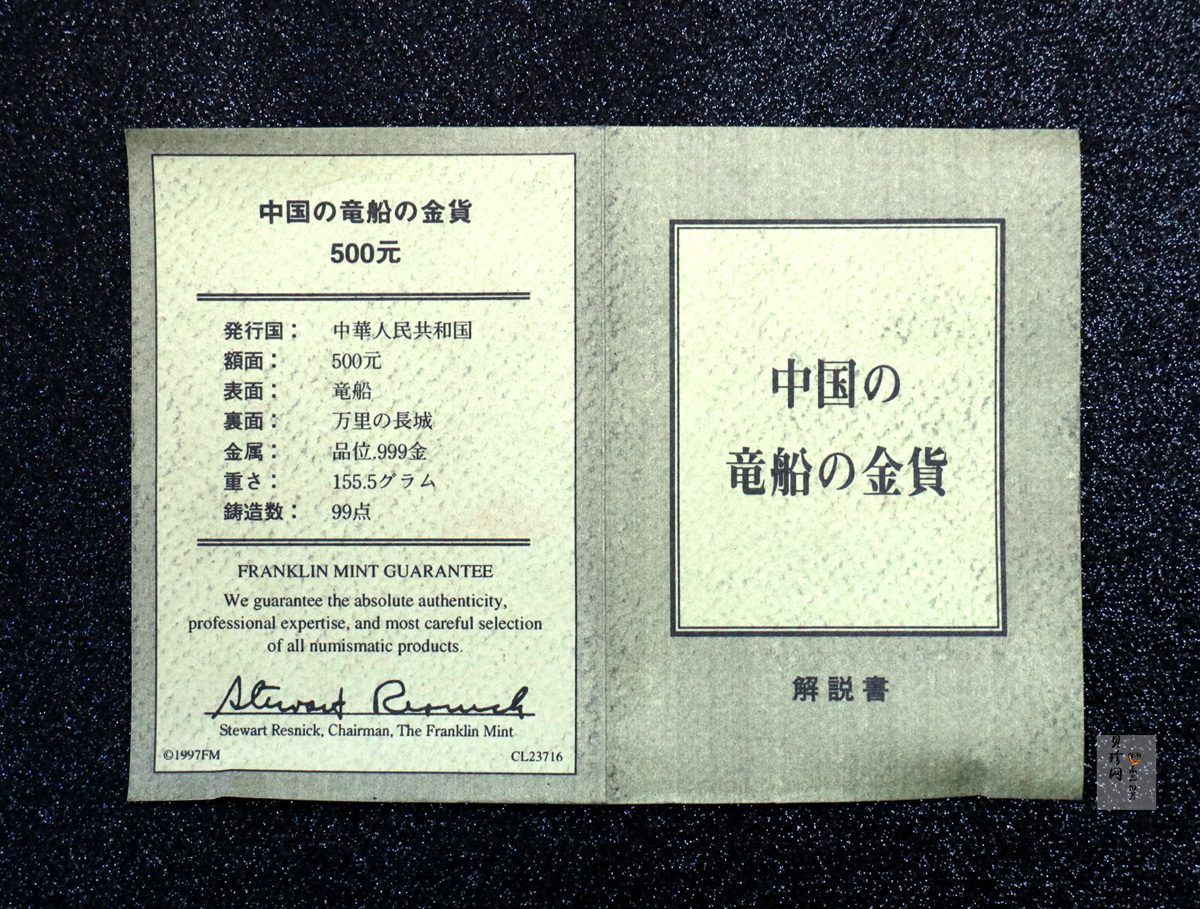 中国の竜船の金貨
500元
発行国： 中華人民共和国
額面： 500元
表面： 竜船
裏面： 万里の長城
金属： 品位.999金
重さ： 155.5グラム
鋳造数： 99点
FRANKLIN MINT GUARANTEE
We guarantee the absolute authenticity,
professional expertise, and most careful selection
of all numismatic products.
Stewart Resnick
Stewart Resnick, Chairman, The Franklin Mint
©1997FM
CL23716
中国の
竜船の金貨
解説書